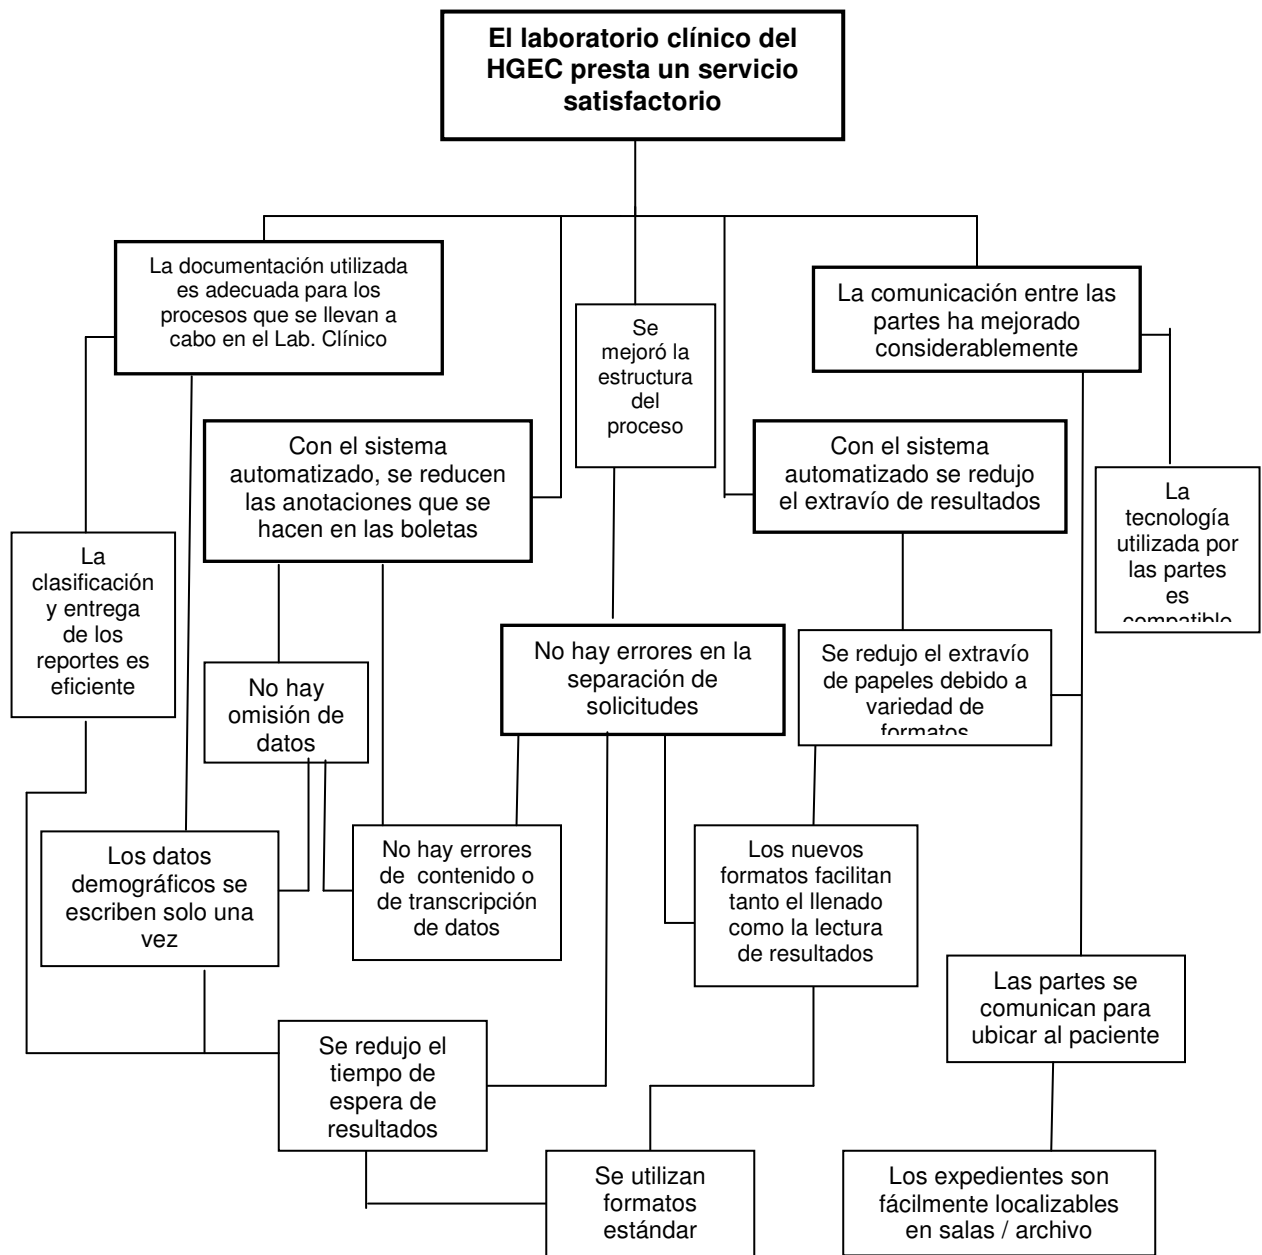 El laboratorio clínico del
HGEC presta un servicio
satisfactorio
La documentación utilizada
es adecuada para los
procesos que se llevan a
cabo en el Lab. Clínico
La comunicación entre las
partes ha mejorado
considerablemente
Se
mejoró la
estructura
del
proceso
Con el sistema
automatizado, se reducen
las anotaciones que se
hacen en las boletas
Con el sistema
automatizado se redujo
el extravío de resultados
La
tecnología
utilizada por
las partes
es
compatible
La
clasificación
y entrega
de los
reportes es
eficiente
No hay
omisión de
datos
No hay errores en la
separación de
solicitudes
Se redujo el extravío
de papeles debido a
variedad de
formatos
Los datos
demográficos se
escriben solo una
vez
No hay errores
de contenido o
de transcripción
de datos
Los nuevos
formatos facilitan
tanto el llenado
como la lectura
de resultados
Las partes se
comunican para
ubicar al paciente
Se redujo el
tiempo de
espera de
resultados
Se utilizan
formatos
estándar
Los expedientes son
fácilmente localizables
en salas / archivo